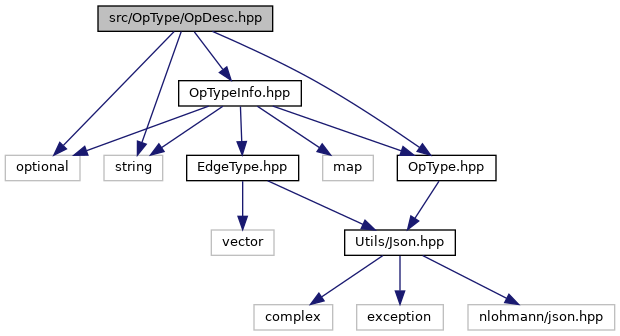 src/OpType/OpDesc.hpp
OpTypeInfo.hpp
optional
string
EdgeType.hpp
map
OpType.hpp
vector
Utils/Json.hpp
complex
exception
nlohmann/json.hpp